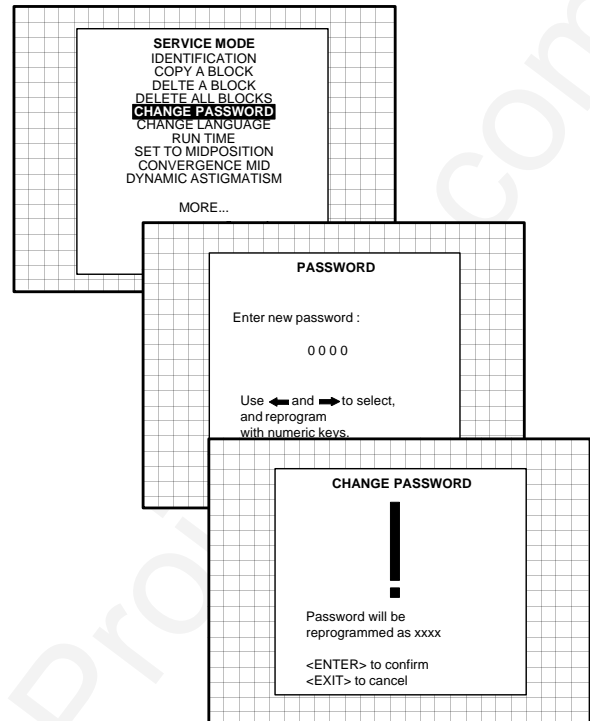 SERVICE MODE
IDENTIFICATION
COPY A BLOCK
DELTE A BLOCK
DELETE ALL BLOCKS
CHANGE PASSWORD
CHANGE LANGUAGE
RUN TIME
SET TO MIDPOSITION
CONVERGENCE MID
DYNAMIC ASTIGMATISM
MORE...
PASSWORD
Enter new password :
0 0 0 0
Use and to select,
and reprogram
with numeric keys.
CHANGE PASSWORD
!
Password will be
reprogrammed as xxxx
<ENTER> to confirm
<EXIT> to cancel